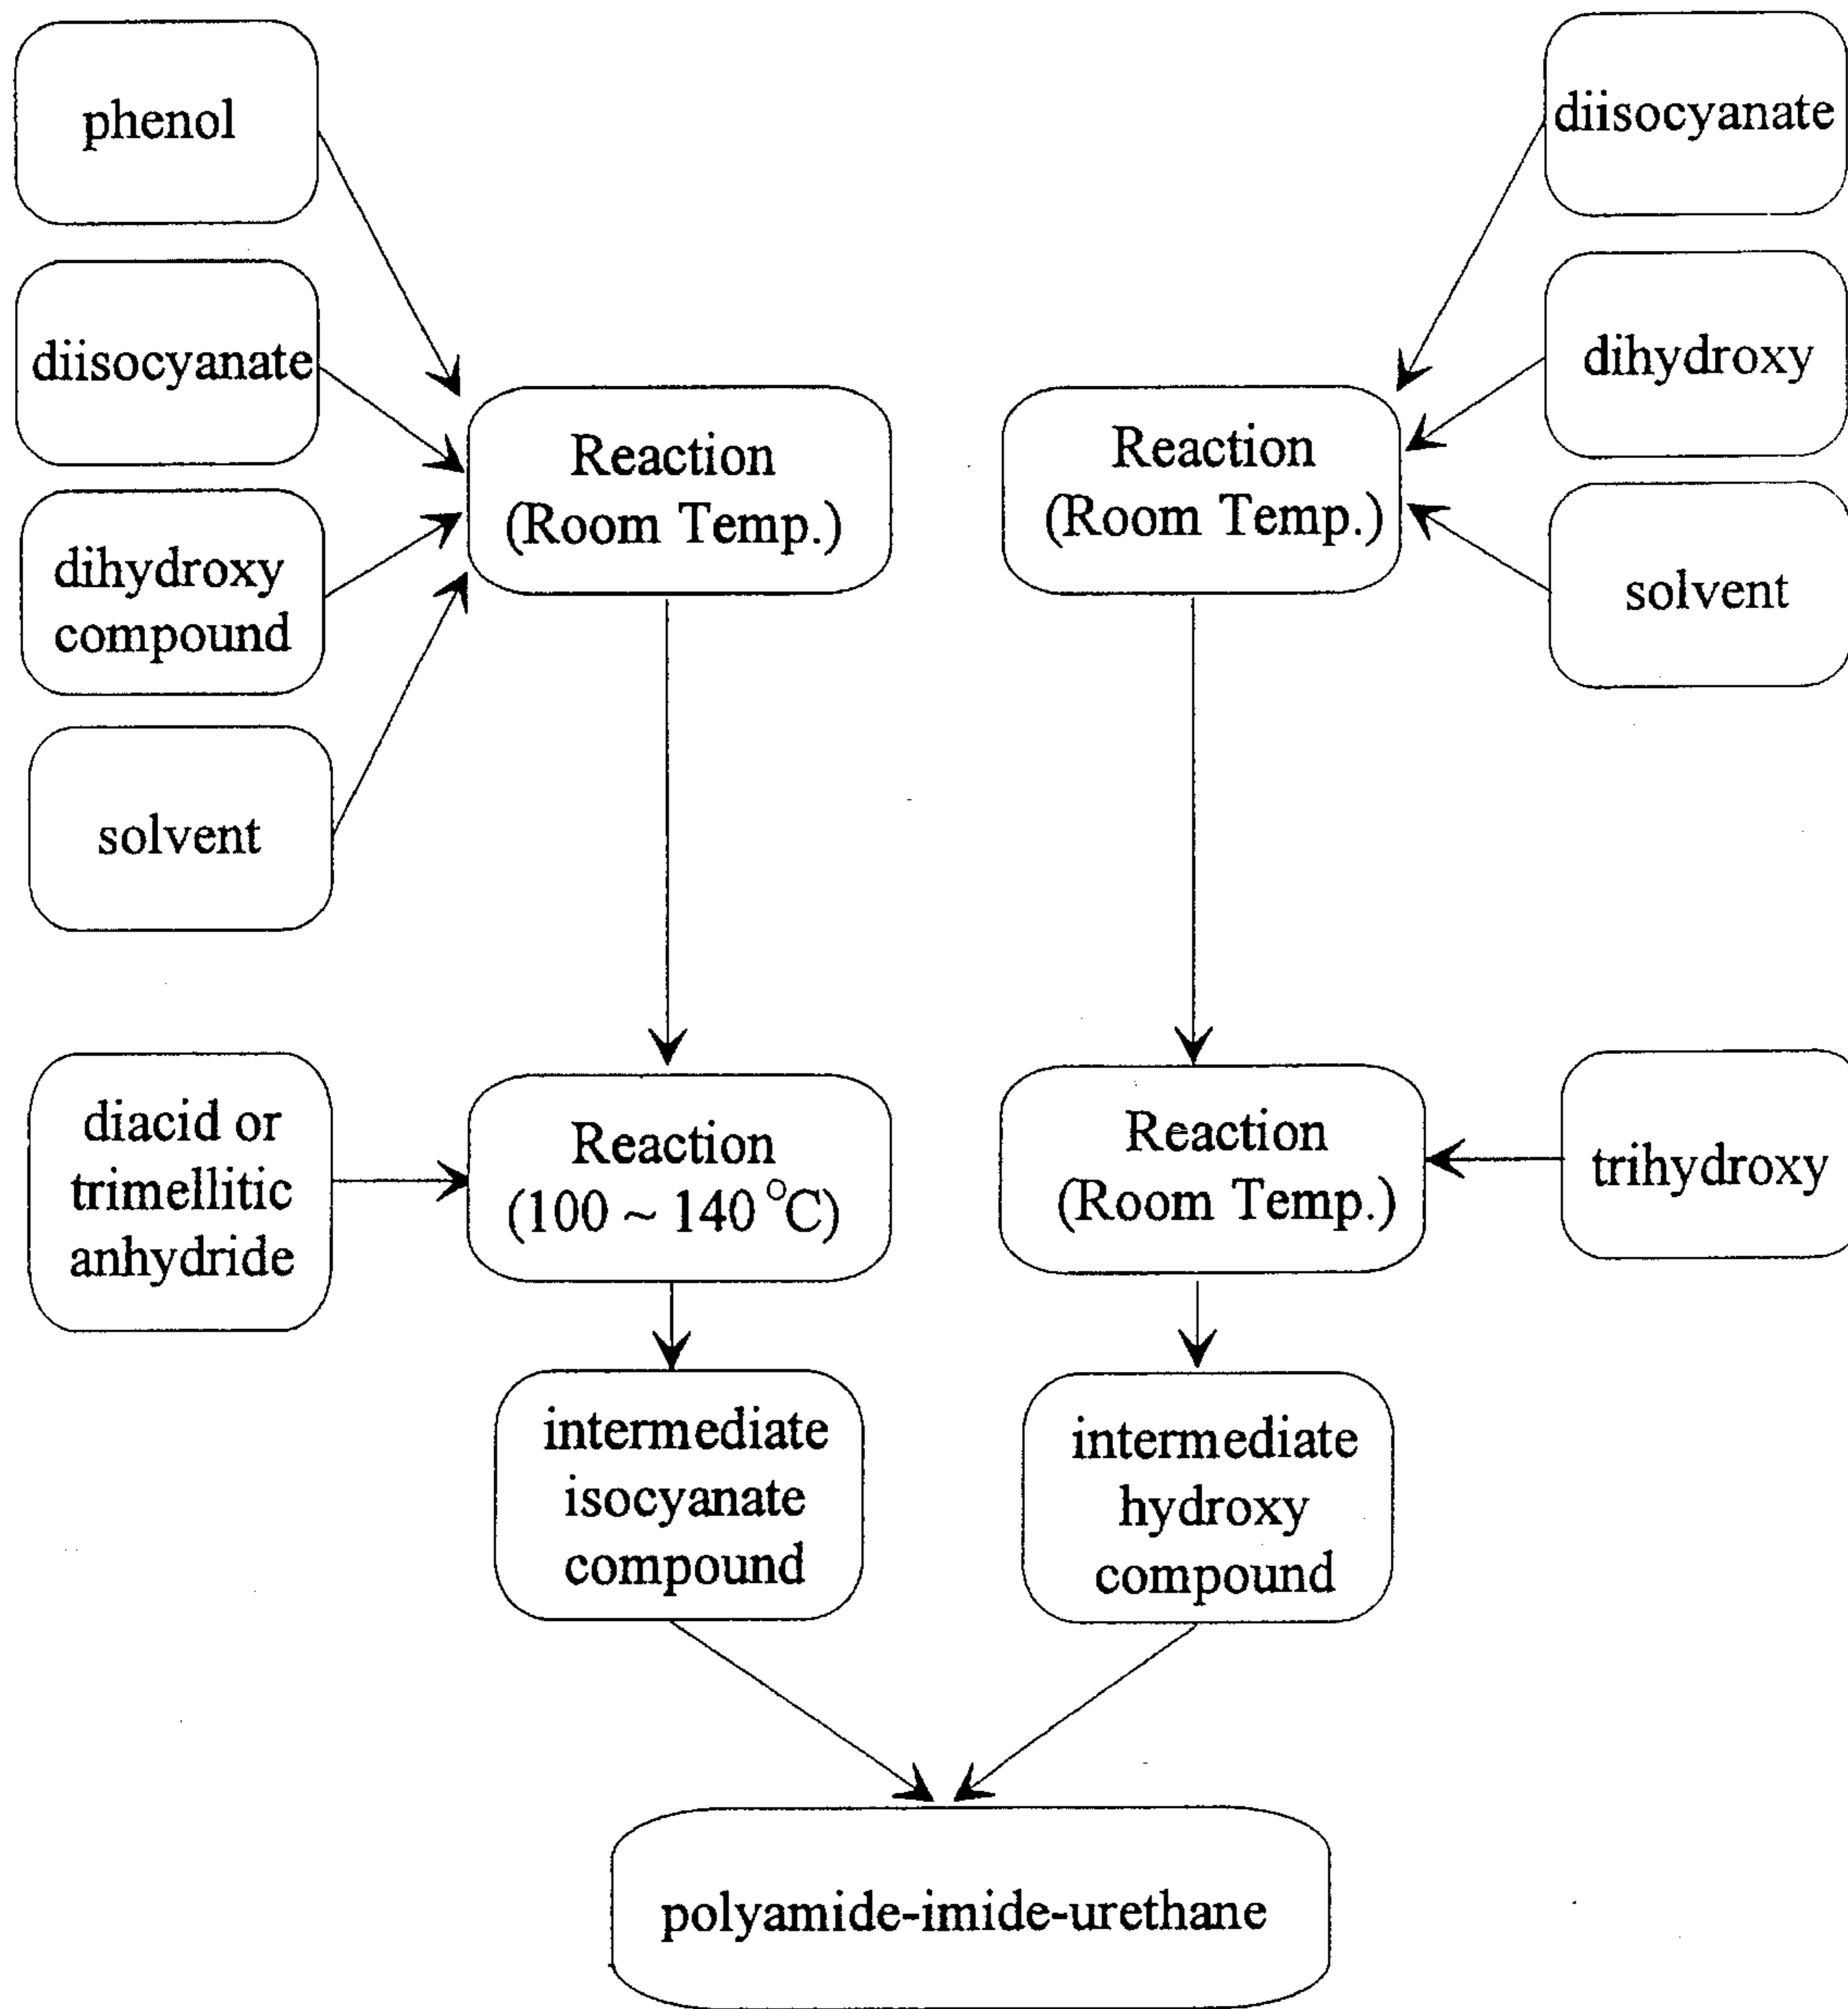 phenol
diisocyanate
dihydroxy
compound
solvent
Reaction
(Room Temp.)
diisocyanate
dihydroxy
solvent
Reaction
(Room Temp.)
diacid or
trimellitic
anhydride
Reaction
(100 ~ 140 °C)
Reaction
(Room Temp.)
trihydroxy
intermediate
isocyanate
compound
intermediate
hydroxy
compound
polyamide-imide-urethane